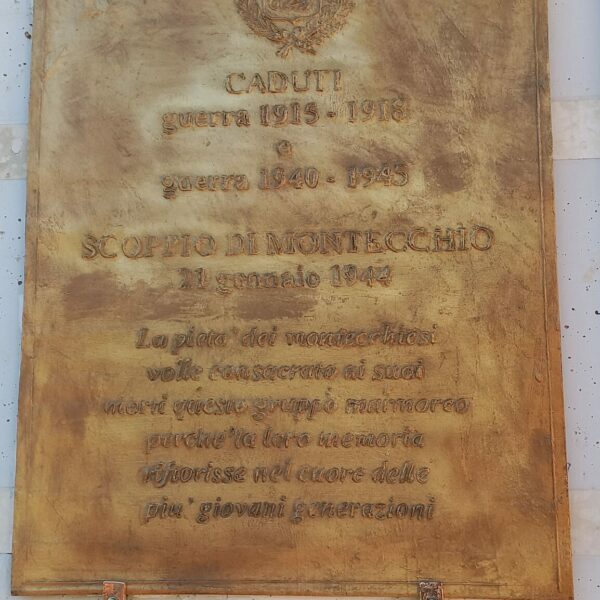 CADUTI
guerra 1915 - 1918
e
guerra 1940 - 1945
SCOPPIO DI MONTECCHIO
21 gennaio 1944
La pieta' dei montecchiesi
volle consacrato ai suoi
morti questo gruppo marmoreo
perche' la loro memoria
rifiorisse nel cuore delle
piu' giovani generazioni